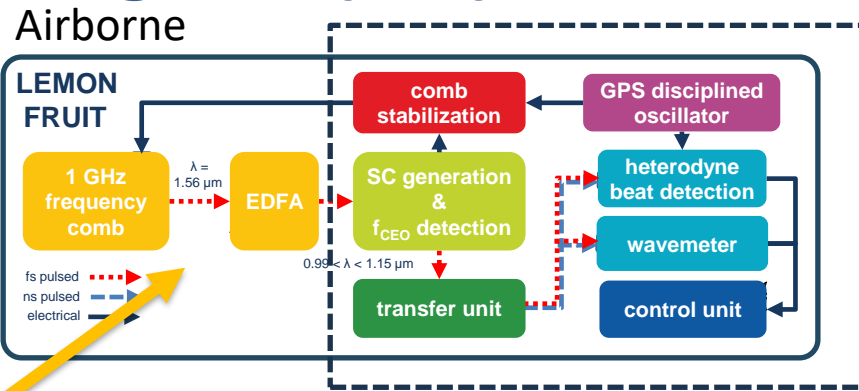 Airborne
LEMON
FRUIT
comb
stabilization
GPS disciplined
oscillator
1 GHz
frequency
comb
λ =
1.56 µm
EDFA
SC generation
&
fCEO detection
heterodyne
beat detection
wavemeter
0.99 < λ < 1.15 µm
fs pulsed
ns pulsed
electrical
transfer unit
control unit